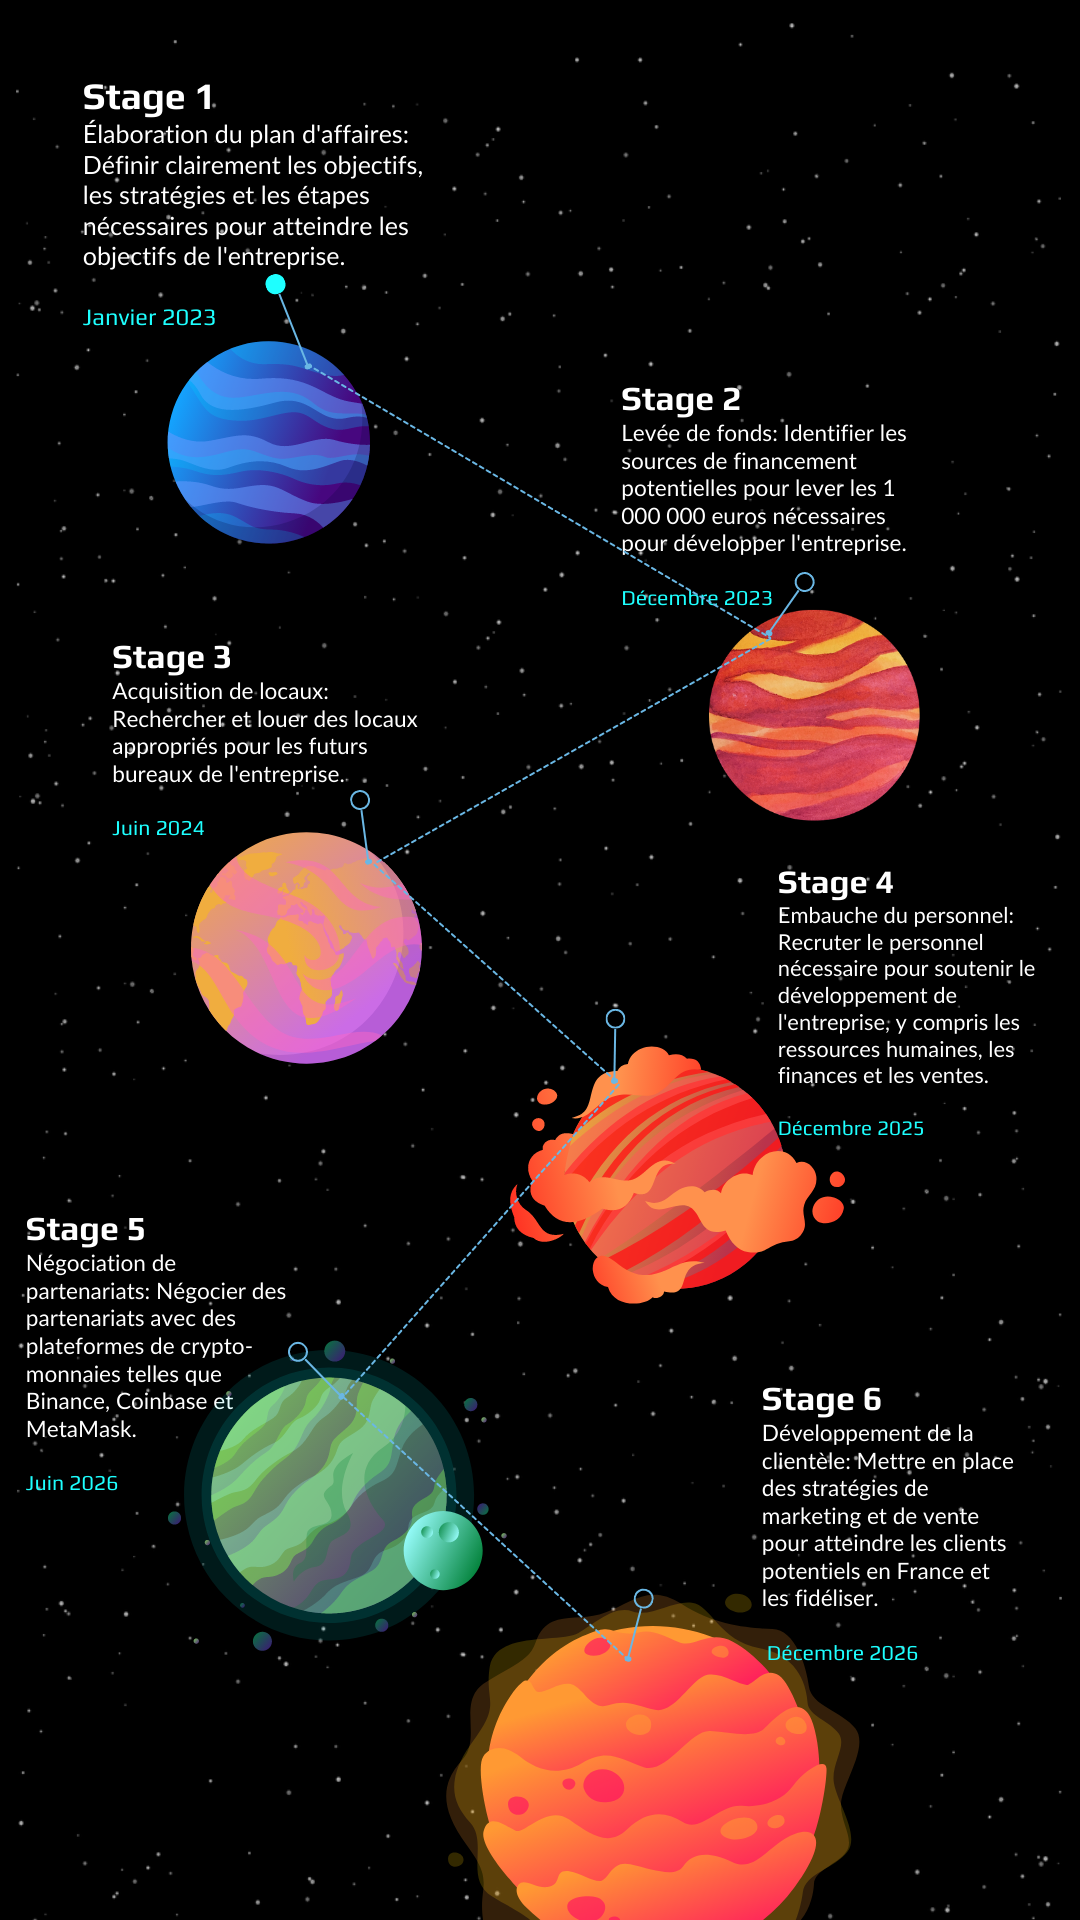 Stage 1
Élaboration du plan d'affaires:
Définir clairement les objectifs,
les stratégies et les étapes
nécessaires pour atteindre les
objectifs de l'entreprise.
Janvier 2023
Stage 2
Levée de fonds: Identifier les
sources de financement
potentielles pour lever les 1
000 000 euros nécessaires
pour développer l'entreprise.
Décembre 2023
Stage 3
Acquisition de locaux:
Rechercher et louer des locaux
appropriés pour les futurs
bureaux de l'entreprise.
Juin 2024
Stage 4
Embauche du personnel:
Recruter le personnel
nécessaire pour soutenir le
développement de
l'entreprise, y compris les
ressources humaines, les
finances et les ventes.
Décembre 2025
Stage 5
Négociation de
partenariats: Négocier des
partenariats avec des
plateformes de crypto-
monnaies telles que
Binance, Coinbase et
MetaMask.
Juin 2026
Stage 6
Développement de la
clientèle: Mettre en place
des stratégies de
marketing et de vente
pour atteindre les clients
potentiels en France et
les fidéliser.
Décembre 2026